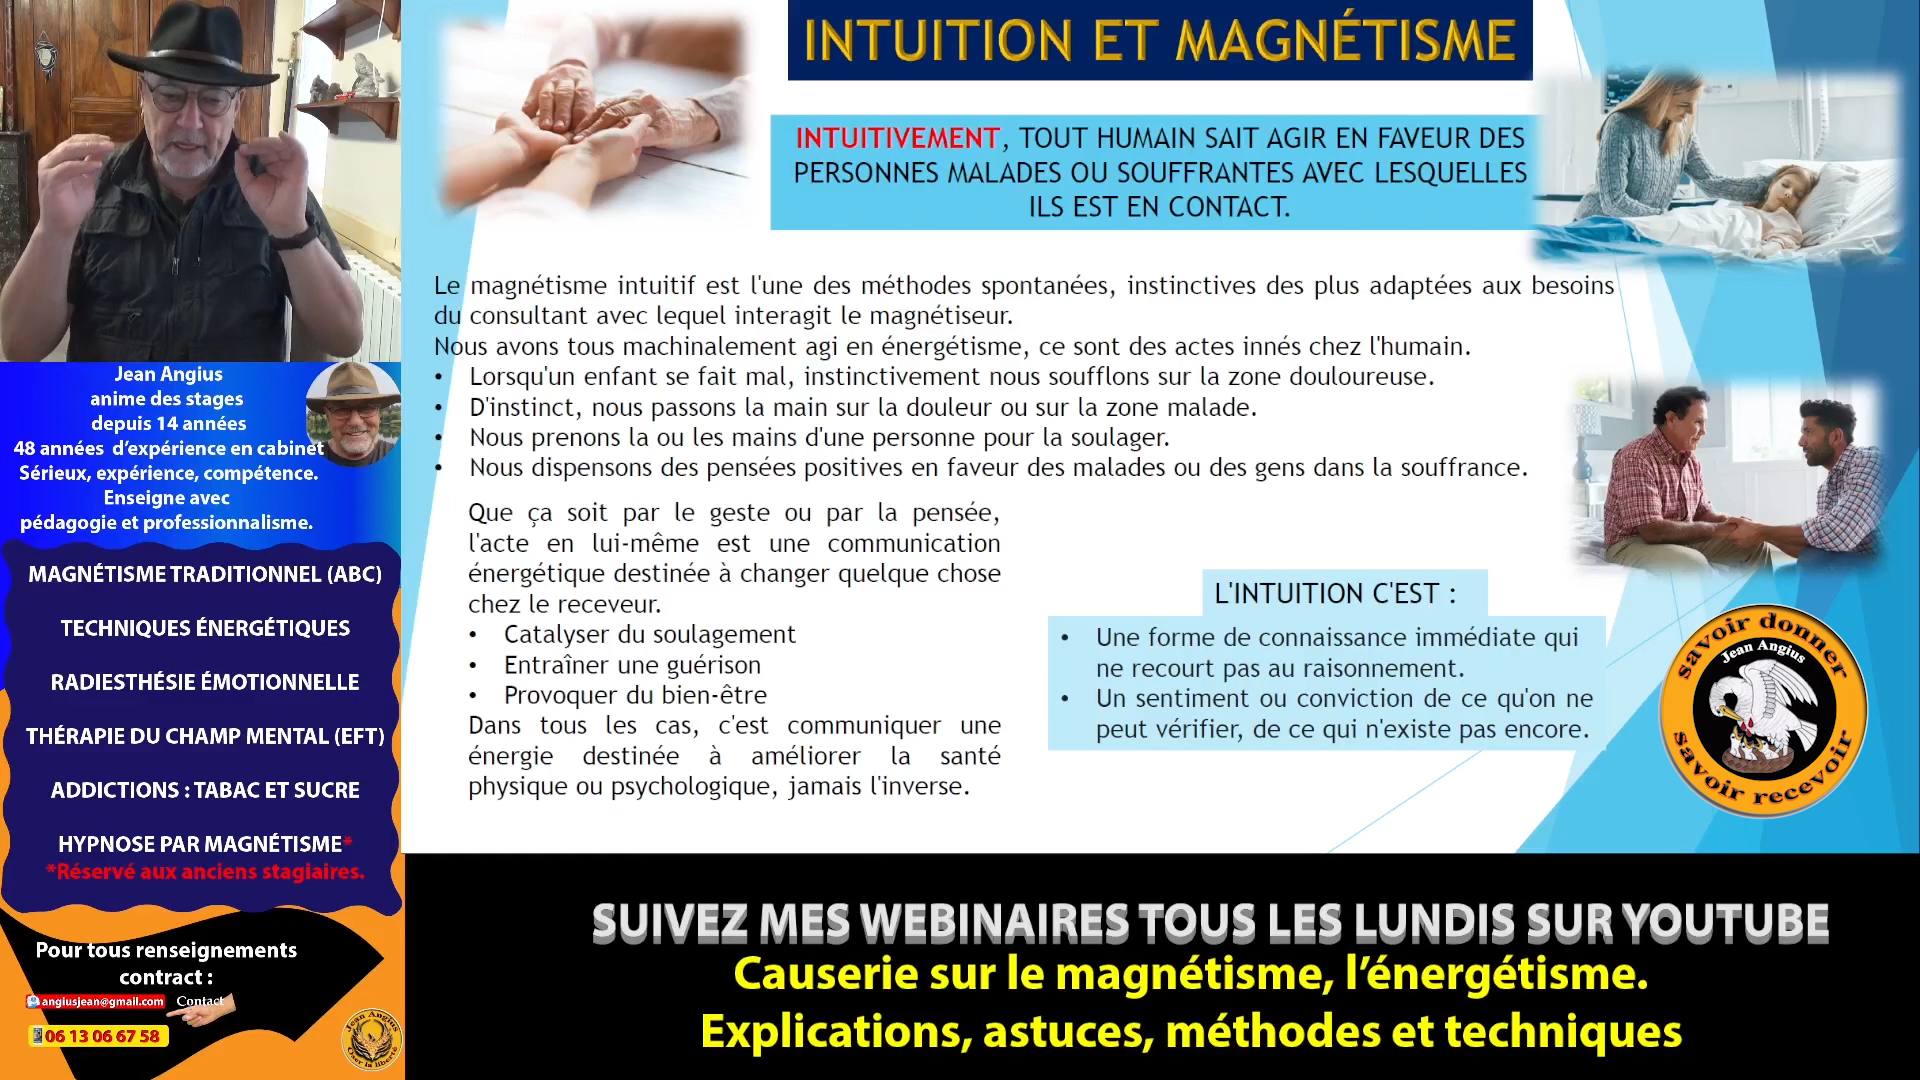 INTUITION ET MAGNÉTISME
INTUITIVEMENT, TOUT HUMAIN SAIT AGIR EN FAVEUR DES
PERSONNES MALADES OU SOUFFRANTES AVEC LESQUELLES
ILS EST EN CONTACT.
Le magnétisme intuitif est l'une des méthodes spontanées, instinctives des plus adaptées aux besoins
du consultant avec lequel interagit le magnétiseur.
Nous avons tous machinalement agi en énergétisme, ce sont des actes innés chez l'humain.
• Lorsqu'un enfant se fait mal, instinctivement nous soufflons sur la zone douloureuse.
• D'instinct, nous passons la main sur la douleur ou sur la zone malade.
• Nous prenons la ou les mains d'une personne pour la soulager.
• Nous dispensons des pensées positives en faveur des malades ou des gens dans la souffrance.
Que ça soit par le geste ou par la pensée,
l'acte en lui-même est une communication
énergétique destinée à changer quelque chose
chez le receveur.
• Catalyser du soulagement
• Entraîner une guérison
• Provoquer du bien-être
Dans tous les cas, c'est communiquer une
énergie destinée à améliorer la santé
physique ou psychologique, jamais l'inverse.
L'INTUITION C'EST :
• Une forme de connaissance immédiate qui
ne recourt pas au raisonnement.
• Un sentiment ou conviction de ce qu'on ne
peut vérifier, de ce qui n'existe pas encore.
savoir donner
Jean Angius
savoir recevoir
Jean Angius
anime des stages
depuis 14 années
48 années d’expérience en cabinet
Sérieux, expérience, compétence.
Enseigne avec
pédagogie et professionnalisme.
MAGNÉTISME TRADITIONNEL (ABC)
TECHNIQUES ÉNERGÉTIQUES
RADIESTHÉSIE ÉMOTIONNELLE
THÉRAPIE DU CHAMP MENTAL (EFT)
ADDICTIONS : TABAC ET SUCRE
HYPNOSE PAR MAGNÉTISME*
*Réservé aux anciens stagiaires.
Pour tous renseignements
contract :
angiusjean@gmail.com Contact
06 13 06 67 58
Jean Angius
Oser la liberté
SUIVEZ MES WEBINAIRES TOUS LES LUNDIS SUR YOUTUBE
Causerie sur le magnétisme, l’énergétisme.
Explications, astuces, méthodes et techniques